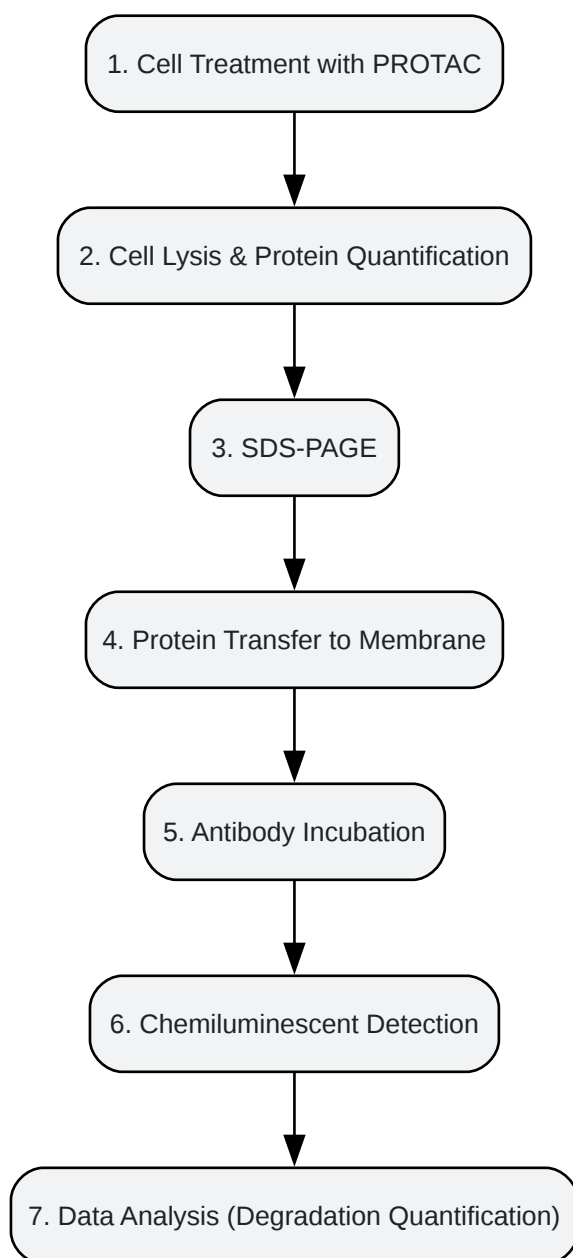 1. Cell Treatment with PROTAC
2. Cell Lysis & Protein Quantification
3. SDS-PAGE
4. Protein Transfer to Membrane
5. Antibody Incubation
6. Chemiluminescent Detection
7. Data Analysis (Degradation Quantification)